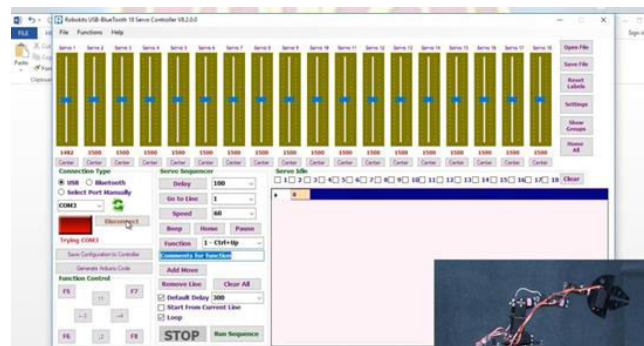 Robokits USB-BlueTooth 18 Servo Controller V8.2.0.0
FILE
File Functions Help
Servo 1 Servo 2 Servo 3 Servo 4 Servo 5 Servo 6 Servo 7 Servo 8 Servo 9 Servo 10 Servo 11 Servo 12 Servo 13 Servo 14 Servo 15 Servo 16 Servo 17 Servo 18
Open File
Save File
Reset
Labels
Settings
Show
Groups
Home
All
Paste
1482 1500 1500 1500 1500 1500 1500 1500 1500 1500 1500 1500 1500 1500 1500 1500 1500 1500
Center Center Center Center Center Center Center Center Center Center Center Center Center Center Center Center Center Center
Connection Type
USB Bluetooth
Select Port Manually
COM3
Disconnect
Trying COM3
Save Configuration to Controller
Generate Arduino Code
Function Control
F5 F7
F6 F8
Servo Sequencer
Delay 100
Go to Line 1
Speed 60
Beep Home Pause
Function 1 - Ctrl+Up
Comments for function
Add Move
Remove Line Clear All
Default Delay 300
Start From Current Line
Loop
STOP Run Sequence
Servo Idle
1 2 3 4 5 6 7 8 9 10 11 12 13 14 15 16 17 18 Clear
0